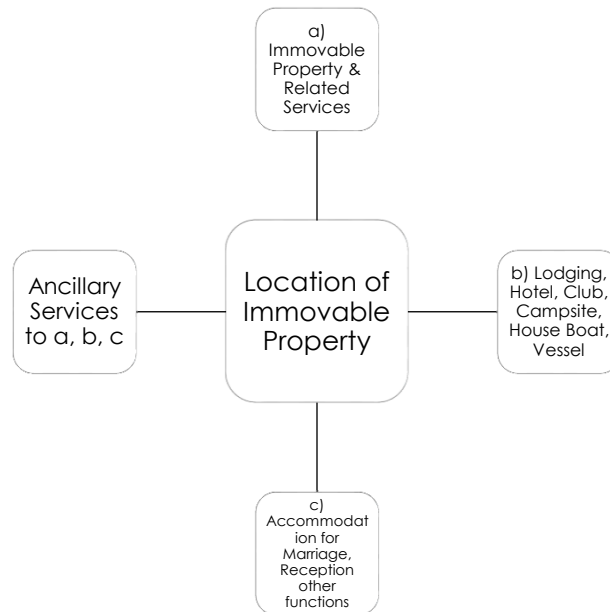 a)
Immovable
Property &
Related
Services
Ancillary
Services
to a, b, c
Location of
Immovable
Property
b) Lodging,
Hotel, Club,
Campsite,
House Boat,
Vessel
c)
Accommodat
ion for
Marriage,
Reception
other
functions